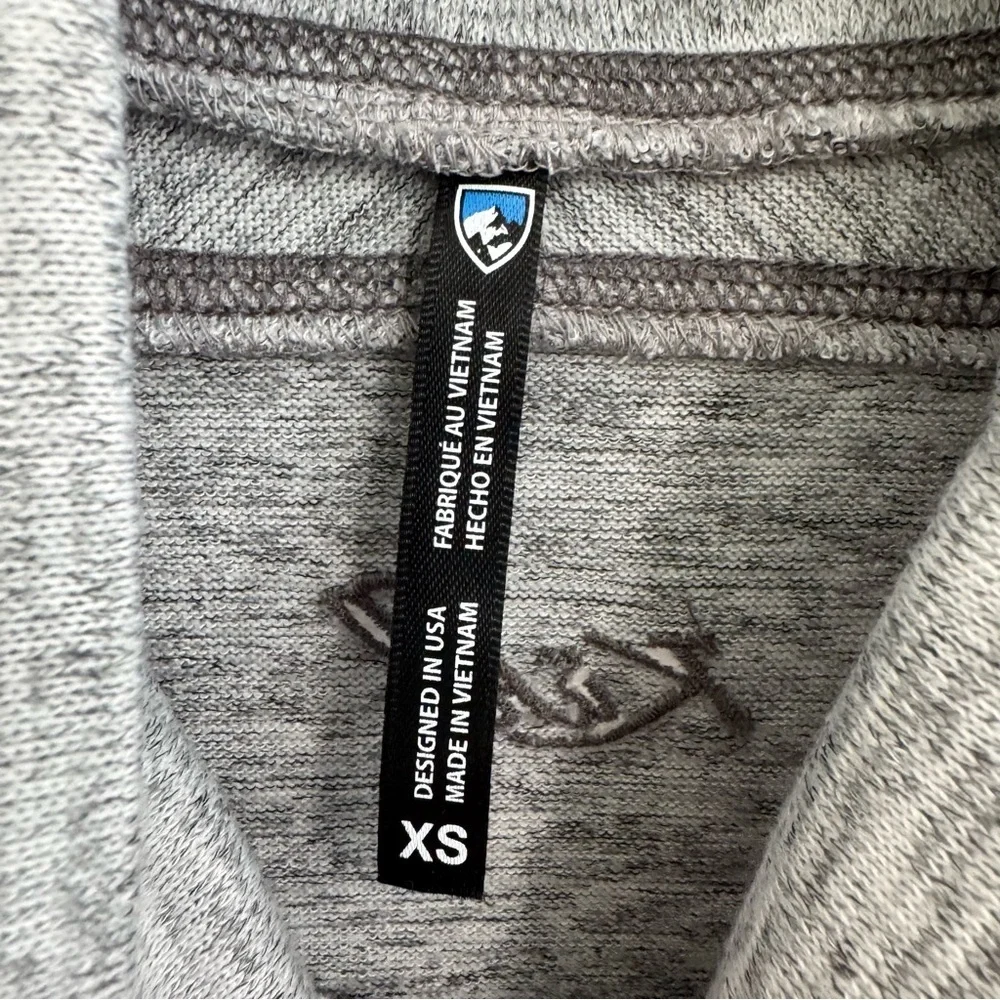 FABRIQUÉ AU VIETNAM
HECHO EN VIETNAM
DESIGNED IN USA
MADE IN VIETNAM
XS